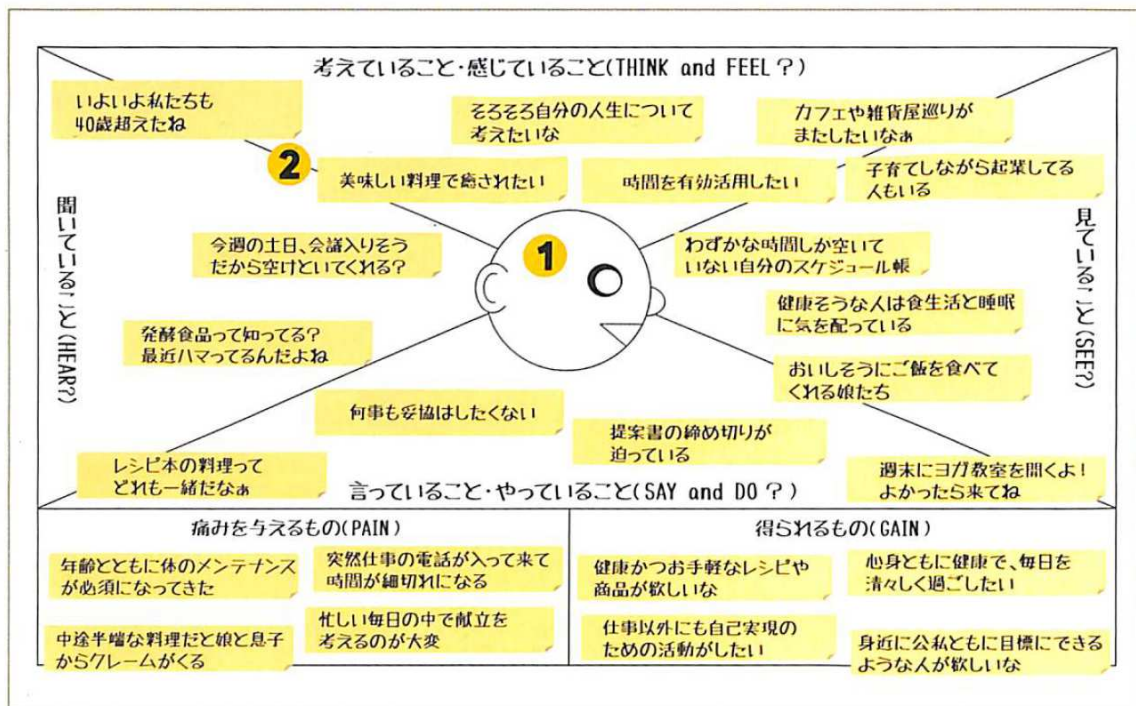 考えていること・感じていること(THINK and FEEL?)
いよいよ私たちも
40歳超えたね
そろそろ自分の人生について
考えたいな
カフェや雑貨屋巡りが
またしたいなぁ
2
美味しい料理で癒されたい
時間を有効活用したい
子育てしながら起業してる
人もいる
聞いていること(HEAR?)
今週の土日、会議入りそう
だから空けといてくれる?
1
わずかな時間しか空いて
いない自分のスケジュール帳
見ていること(SEE?)
健康そうな人は食生活と睡眠
に気を配っている
発酵食品って知ってる?
最近ハマってるんだよね
おいしそうにご飯を食べて
くれる娘たち
何事も妥協はしたくない
提案書の締め切りが
迫っている
レシピ本の料理って
どれも一緒だなぁ
週末にヨガ教室を開くよ!
よかったら来てね
言っていること・やっていること(SAY and DO?)
痛みを与えるもの(PAIN)
年齢とともに体のメンテナンス
が必須になってきた
突然仕事の電話が入って来て
時間が細切れになる
中途半端な料理だと娘と息子
からクレームがくる
忙しい毎日の中で献立を
考えるのが大変
得られるもの(GAIN)
健康かつお手軽なレシピや
商品が欲しいな
心身ともに健康で、毎日を
清々しく過ごしたい
仕事以外にも自己実現の
ための活動がしたい
身近に公私ともに目標にできる
ような人が欲しいな